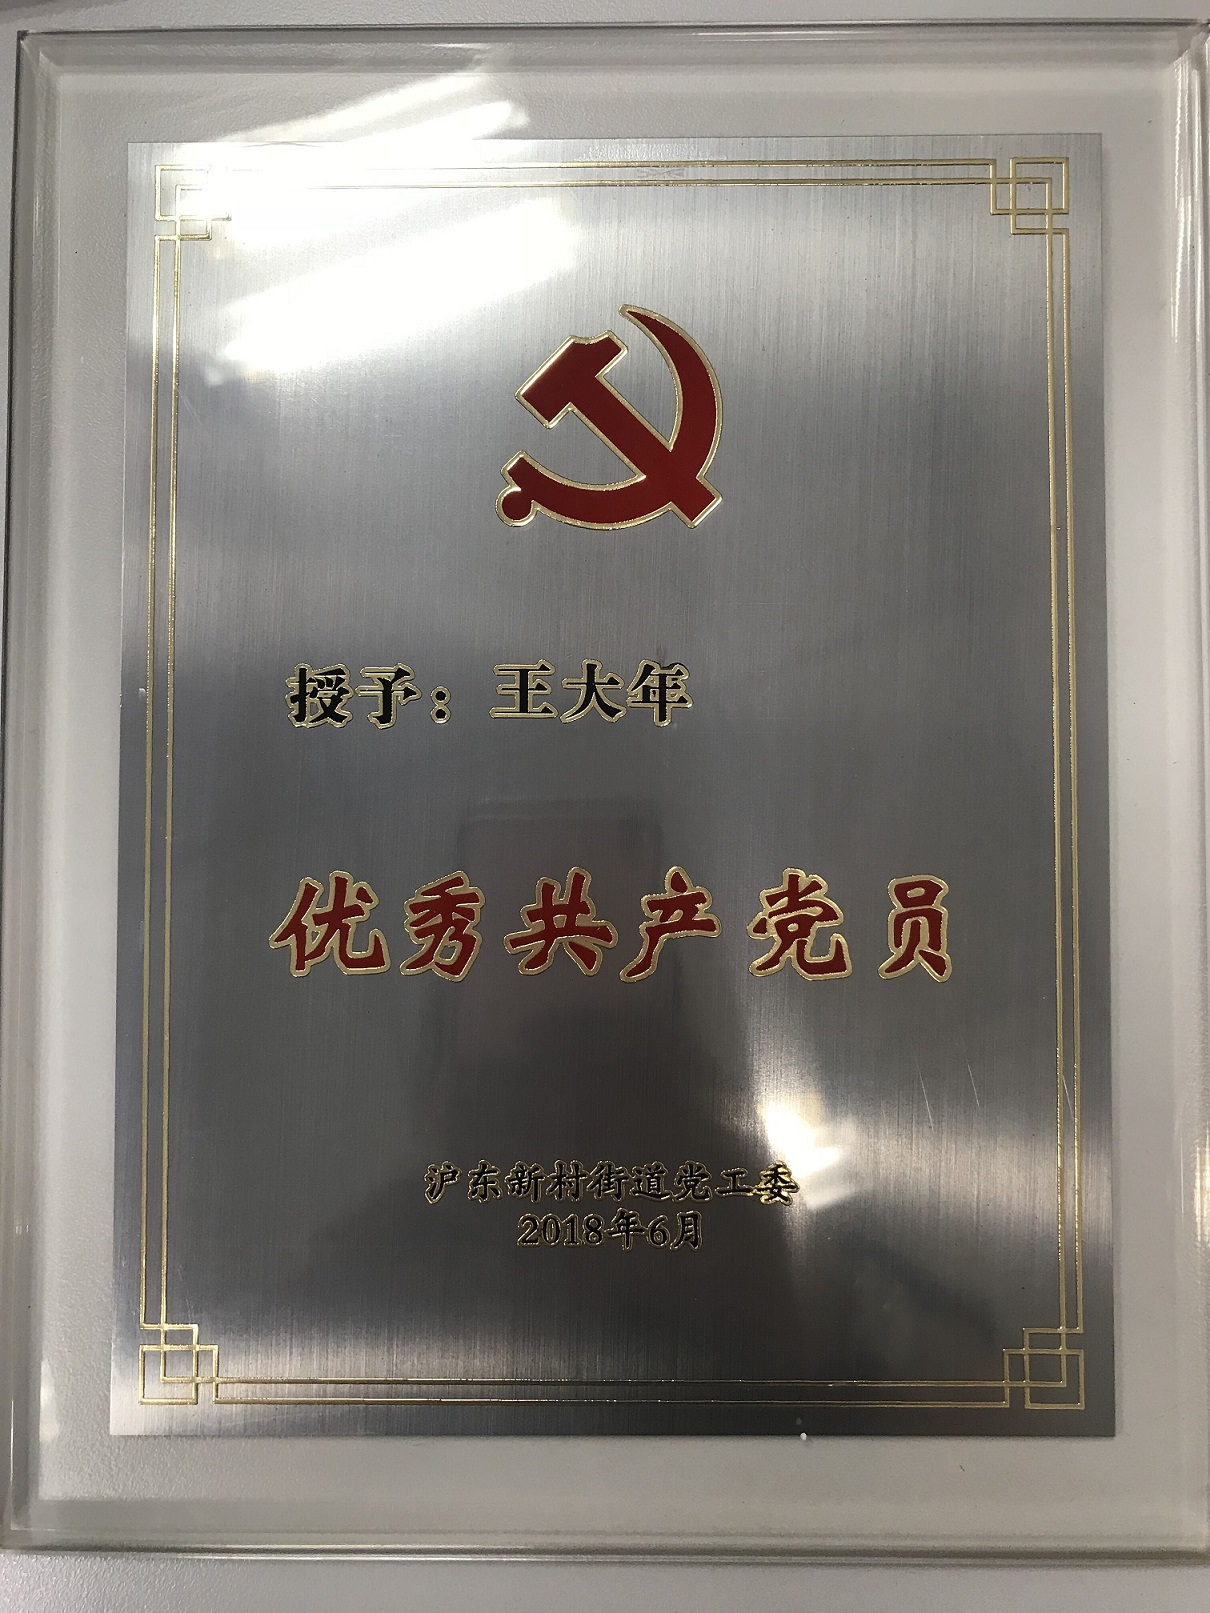 授予：王大年
优秀共产党员
沪东新村街道党工委
2018年6月